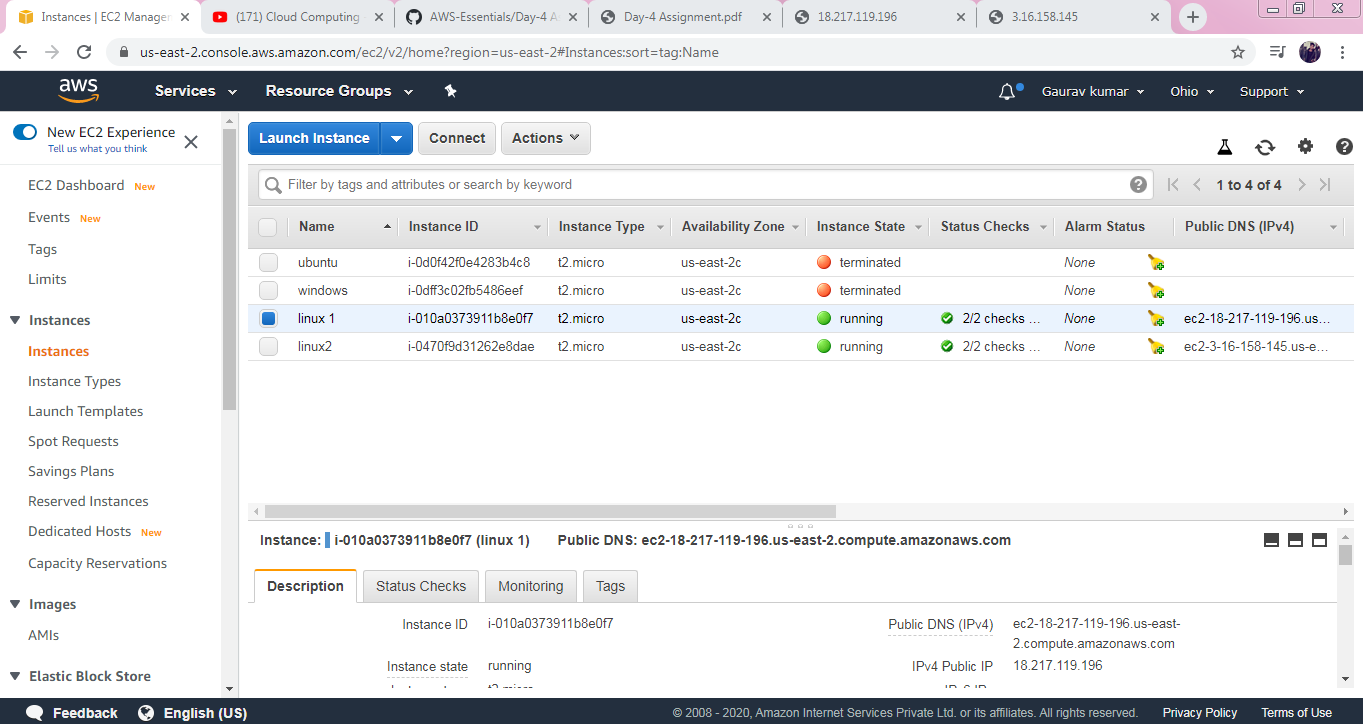 Instances | EC2 Manager
(171) Cloud Computing
AWS-Essentials/Day-4 A
Day-4 Assignment.pdf
18.217.119.196
3.16.158.145
us-east-2.console.aws.amazon.com/ec2/v2/home?region=us-east-2#Instances:sort=tag:Name
aws Services Resource Groups Gaurav kumar Ohio Support
New EC2 Experience
Tell us what you think
EC2 Dashboard New
Events New
Tags
Limits
Instances
Instances
Instance Types
Launch Templates
Spot Requests
Savings Plans
Reserved Instances
Dedicated Hosts New
Capacity Reservations
Images
AMIs
Elastic Block Store
Launch Instance Connect Actions
Filter by tags and attributes or search by keyword 1 to 4 of 4
Name Instance ID Instance Type Availability Zone Instance State Status Checks Alarm Status Public DNS (IPv4)
ubuntu i-0d0f42f0e4283b4c8 t2.micro us-east-2c terminated None
windows i-0dff3c02fb5486eef t2.micro us-east-2c terminated None
linux 1 i-010a0373911b8e0f7 t2.micro us-east-2c running 2/2 checks ... None ec2-18-217-119-196.us...
linux2 i-0470f9d31262e8dae t2.micro us-east-2c running 2/2 checks ... None ec2-3-16-158-145.us-e...
Instance: i-010a0373911b8e0f7 (linux 1) Public DNS: ec2-18-217-119-196.us-east-2.compute.amazonaws.com
Description Status Checks Monitoring Tags
Instance ID i-010a0373911b8e0f7
Public DNS (IPv4) ec2-18-217-119-196.us-east-
2.compute.amazonaws.com
Instance state running
IPv4 Public IP 18.217.119.196
Feedback English (US)
© 2008 - 2020, Amazon Internet Services Private Ltd. or its affiliates. All rights reserved. Privacy Policy Terms of Use